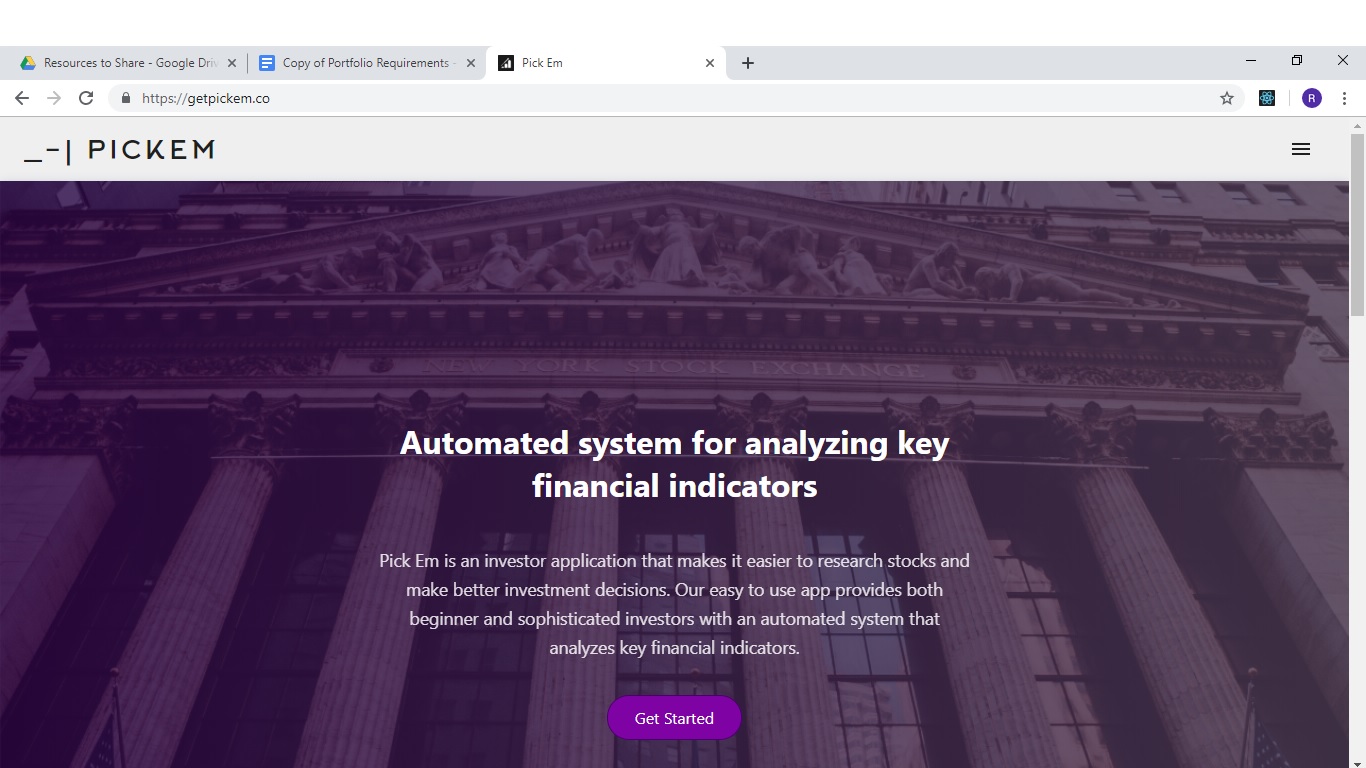 Resources to Share - Google Driv
Copy of Portfolio Requirements -
Pick Em
R
https://getpickem.co
_-| PICKEM
NEW YORK STOCK EXCHANGE
Automated system for analyzing key
financial indicators
Pick Em is an investor application that makes it easier to research stocks and
make better investment decisions. Our easy to use app provides both
beginner and sophisticated investors with an automated system that
analyzes key financial indicators.
Get Started